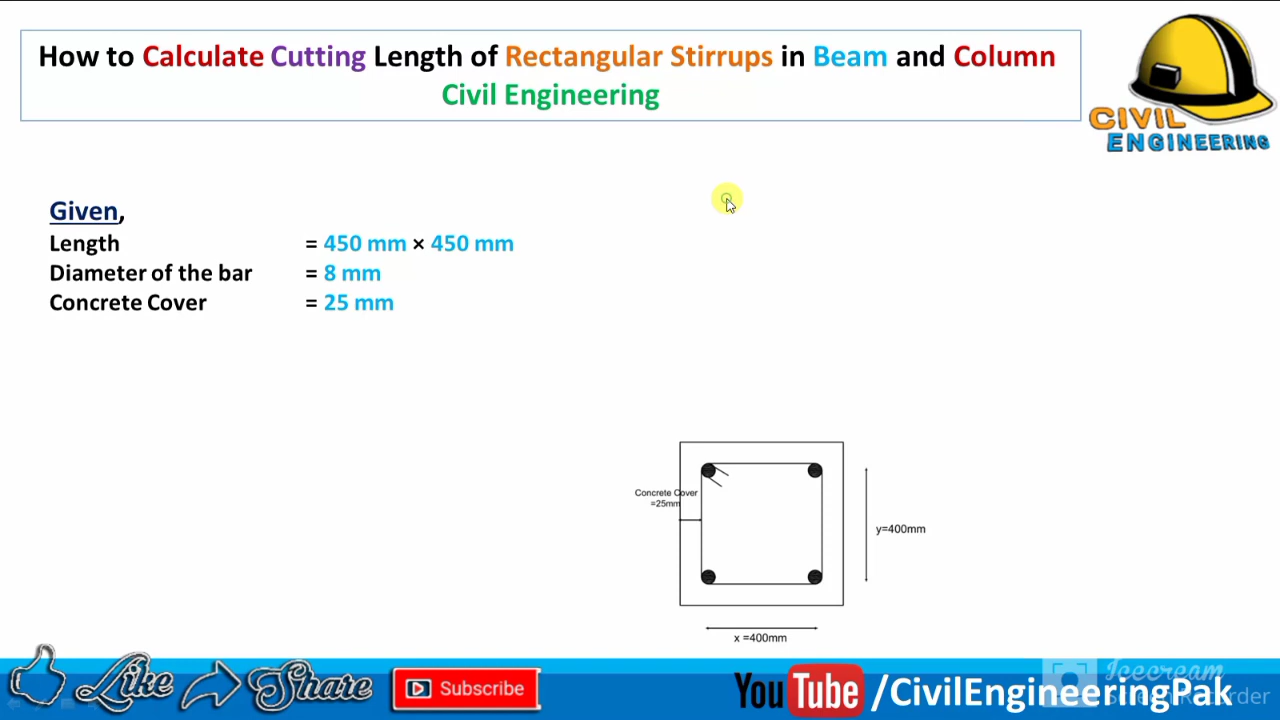 How to Calculate Cutting Length of Rectangular Stirrups in Beam and Column
Civil Engineering
CIVIL
ENGINEERING
Given,
Length = 450 mm × 450 mm
Diameter of the bar = 8 mm
Concrete Cover = 25 mm
Concrete Cover
=25mm
y=400mm
x =400mm
Like Share Subscribe YouTube /CivilEngineeringPak
Icecream